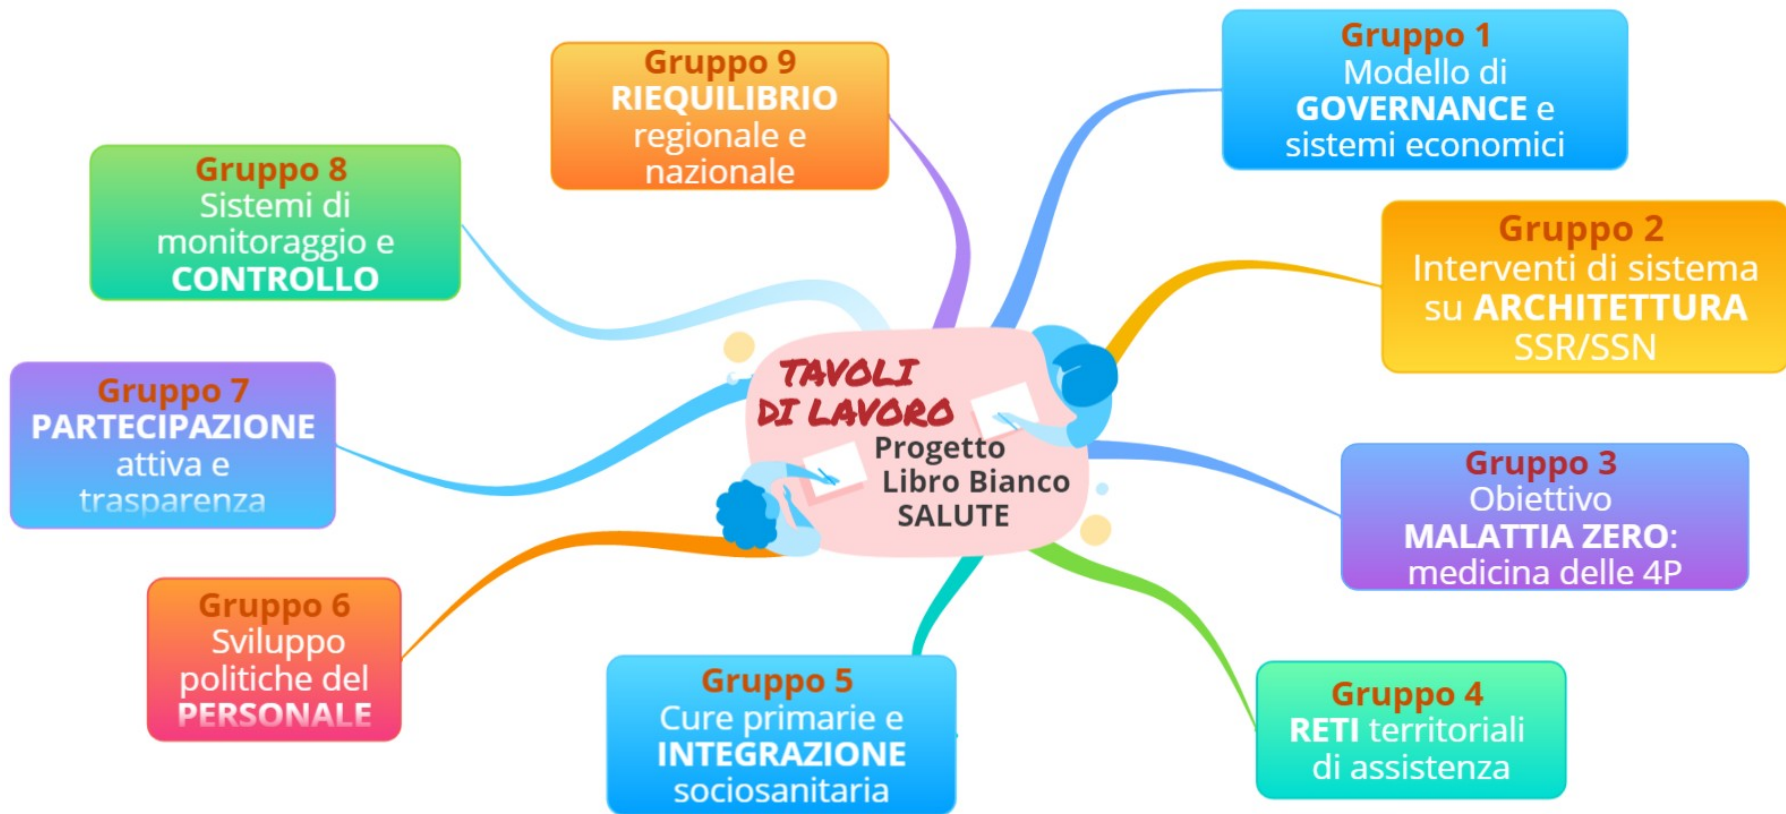 TAVOLI
DI LAVORO
Progetto
Libro Bianco
SALUTE
Gruppo 1
Modello di
GOVERNANCE e
sistemi economici
Gruppo 2
Interventi di sistema
su ARCHITETTURA
SSR/SSN
Gruppo 3
Obiettivo
MALATTIA ZERO:
medicina delle 4P
Gruppo 4
RETI territoriali
di assistenza
Gruppo 5
Cure primarie e
INTEGRAZIONE
sociosanitaria
Gruppo 6
Sviluppo
politiche del
PERSONALE
Gruppo 7
PARTECIPAZIONE
attiva e
trasparenza
Gruppo 8
Sistemi di
monitoraggio e
CONTROLLO
Gruppo 9
RIEQUILIBRIO
regionale e
nazionale